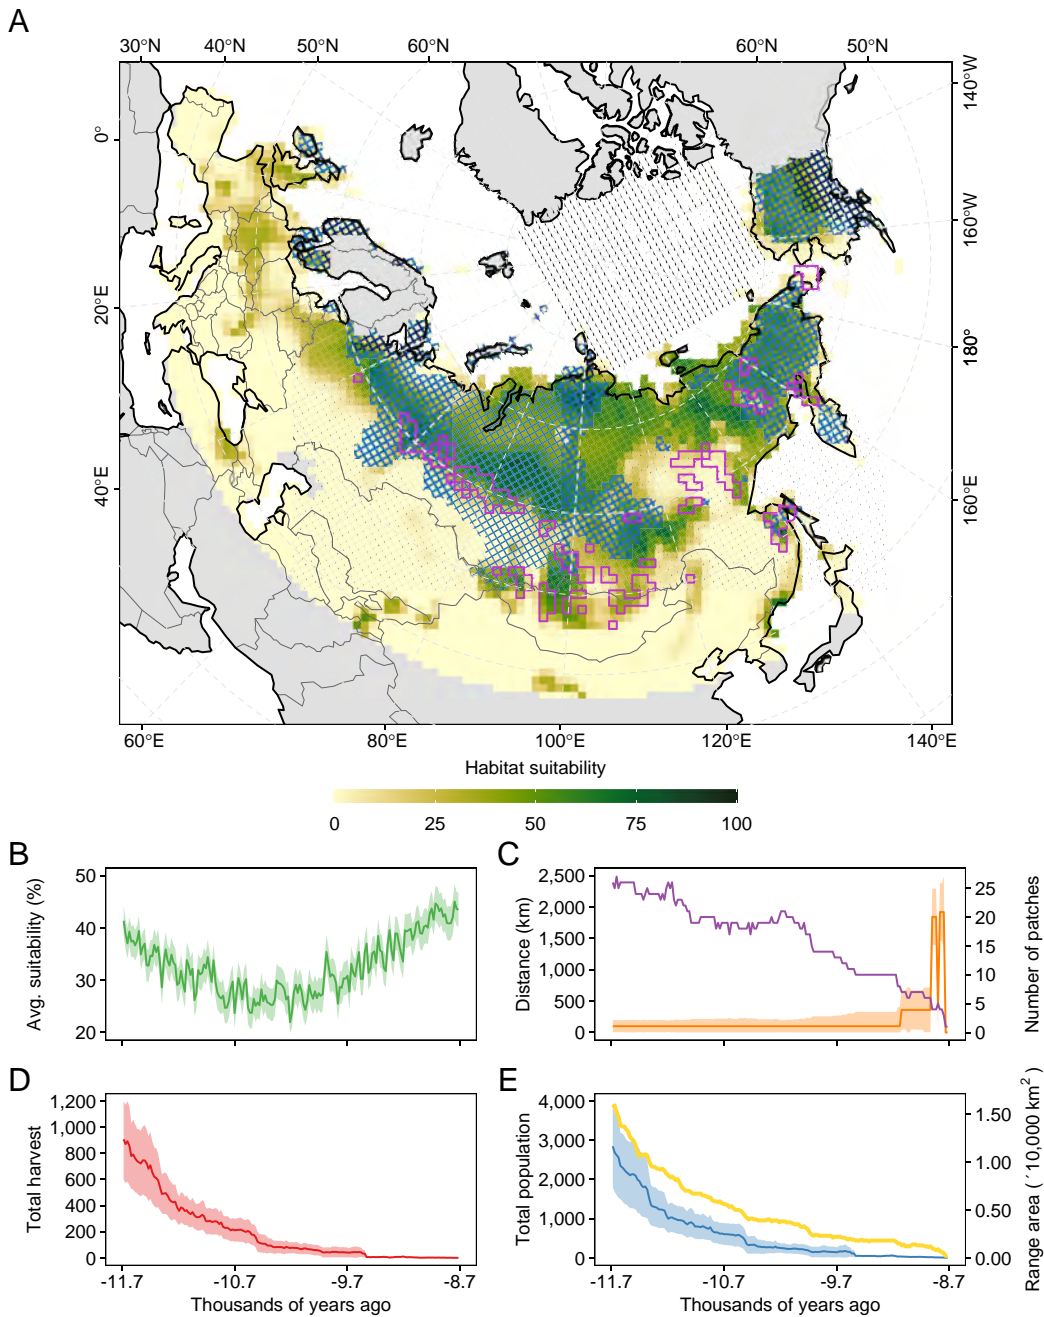 A
30°N 40°N 50°N 60°N 60°N 50°N
140°W
0°
160°W
20°E
180°
40°E
160°E
60°E 80°E 100°E 120°E 140°E
Habitat suitability
0 25 50 75 100
B
50
40
30
20
Avg. suitability (%)
C
2,500
2,000
1,500
1,000
500
0
Distance (km)
25
20
15
10
5
0
Number of patches
D
1,200
1,000
800
600
400
200
0
Total harvest
-11.7 -10.7 -9.7 -8.7
Thousands of years ago
E
4,000
3,000
2,000
1,000
0
Total population
1.50
1.00
0.50
0.00
Range area ( ´10,000 km² )
-11.7 -10.7 -9.7 -8.7
Thousands of years ago